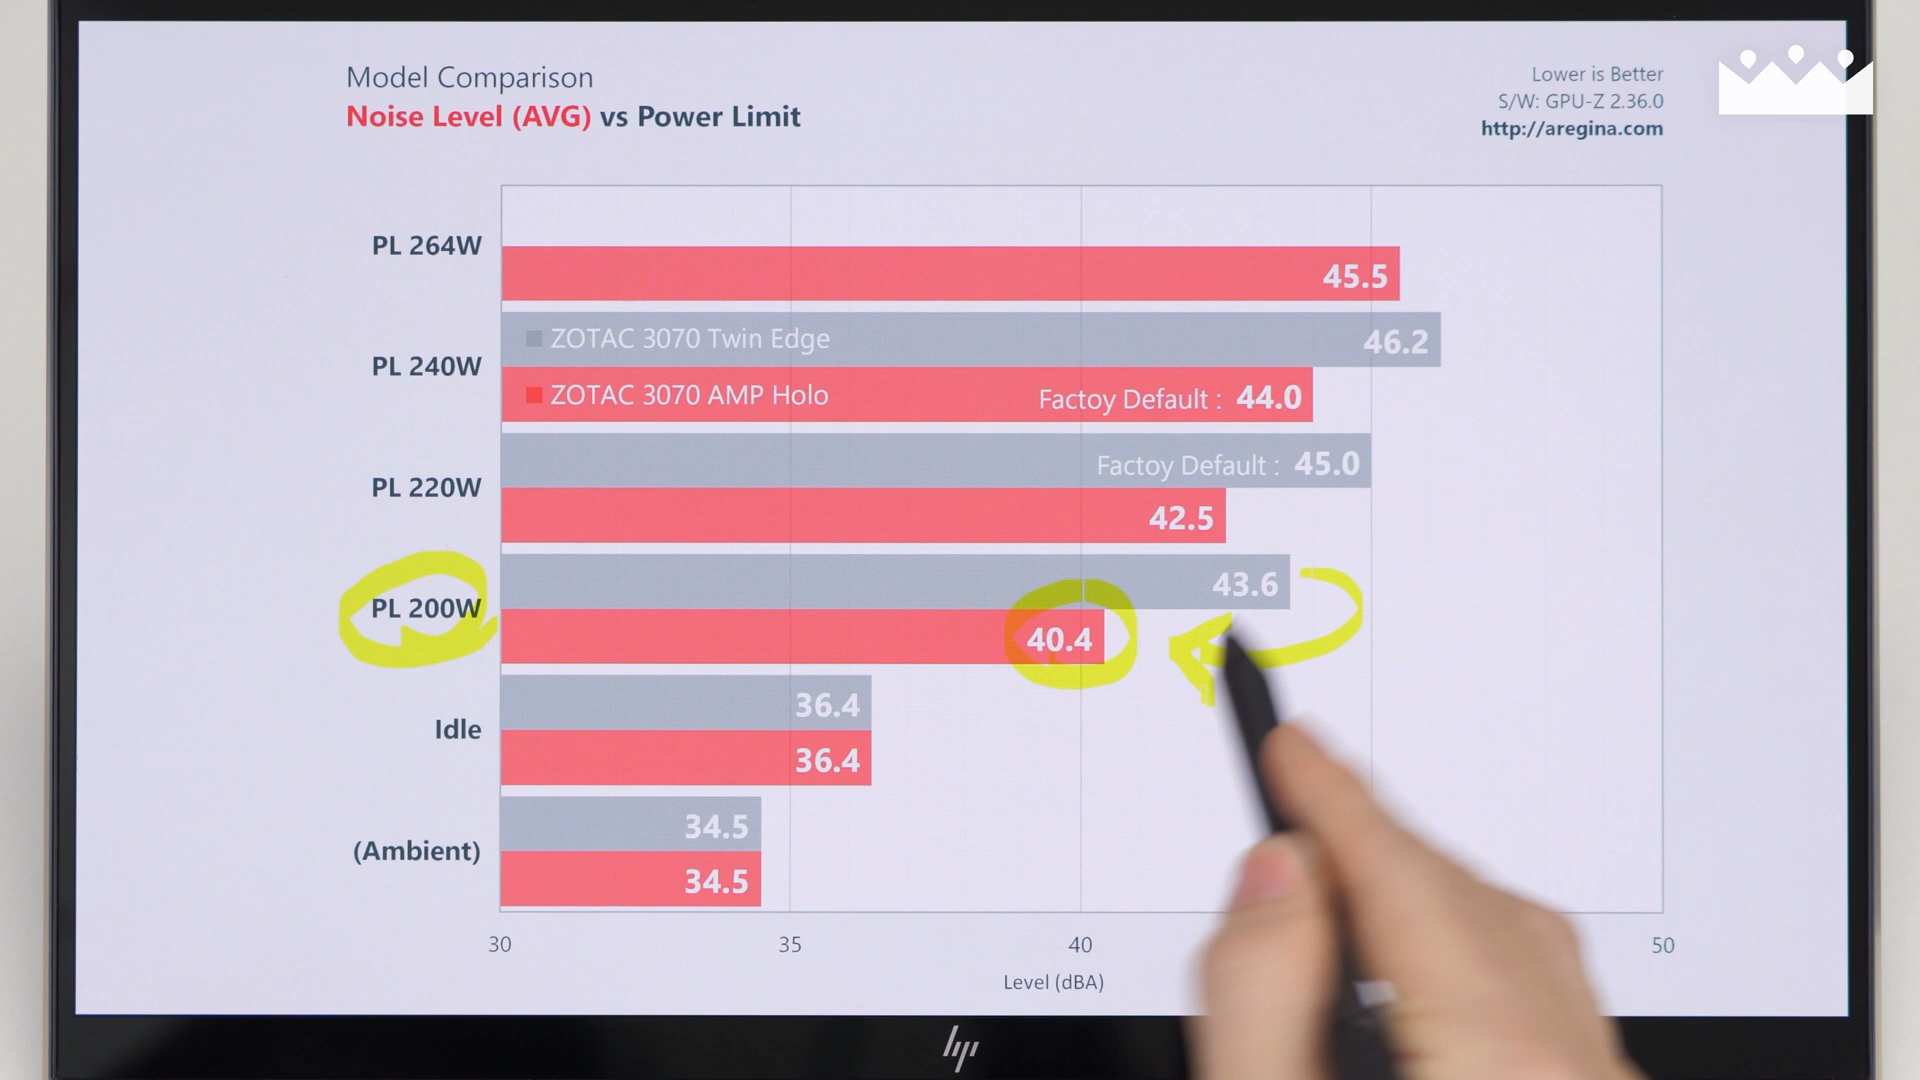 Model Comparison
Noise Level (AVG) vs Power Limit
Lower is Better
S/W: GPU-Z 2.36.0
http://aregina.com
PL 264W
45.5
PL 240W
ZOTAC 3070 Twin Edge
46.2
ZOTAC 3070 AMP Holo
Factoy Default : 44.0
PL 220W
Factoy Default : 45.0
42.5
PL 200W
43.6
40.4
Idle
36.4
36.4
(Ambient)
34.5
34.5
30 35 40 50
Level (dBA)
hp